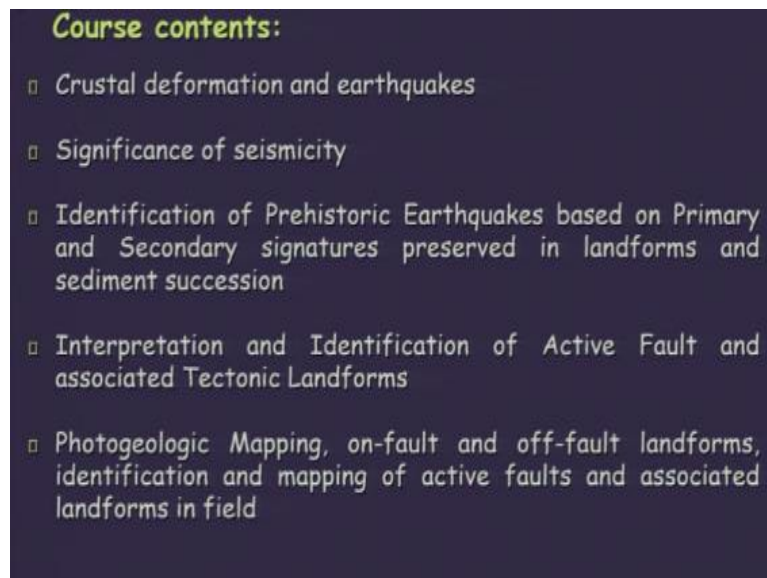 Course contents:
Crustal deformation and earthquakes
Significance of seismicity
Identification of Prehistoric Earthquakes based on Primary
and Secondary signatures preserved in landforms and
sediment succession
Interpretation and Identification of Active Fault and
associated Tectonic Landforms
Photogeologic Mapping, on-fault and off-fault landforms,
identification and mapping of active faults and associated
landforms in field